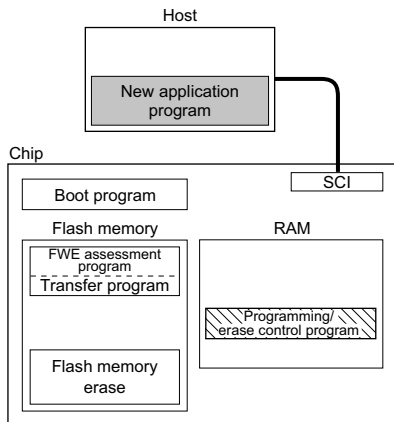 Host
New application
program
Chip
SCI
Boot program
Flash memory
RAM
FWE assessment
program
Transfer program
Programming/
erase control program
Flash memory
erase